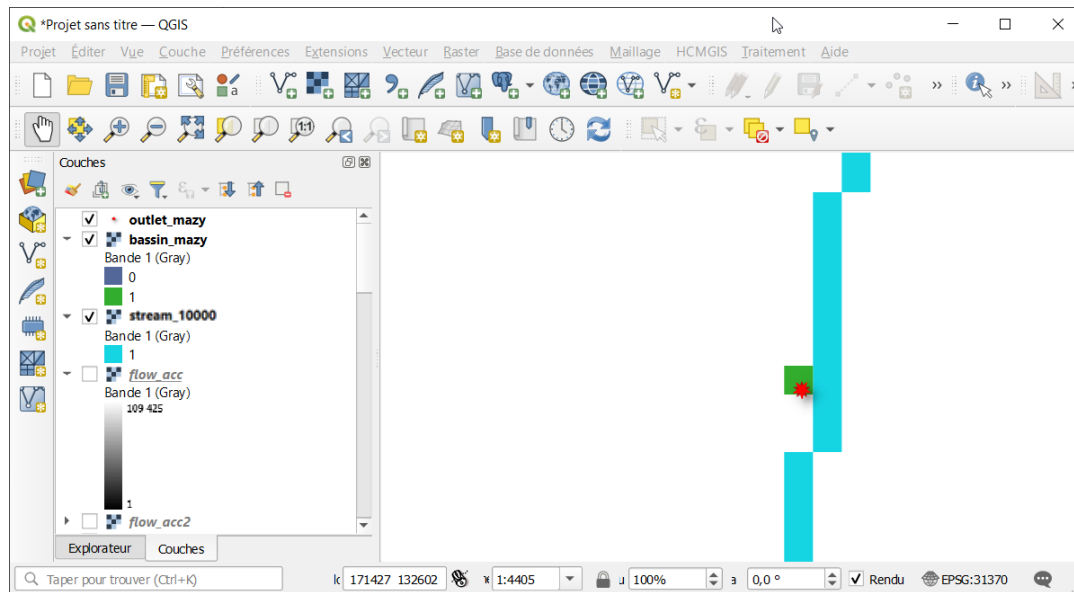 *Projet sans titre — QGIS
Projet Éditer Vue Couche Préférences Extensions Vecteur Raster Base de données Maillage HCMGIS Traitement Aide
Couches
outlet_mazy
bassin_mazy
Bande 1 (Gray)
0
1
stream_10000
Bande 1 (Gray)
1
flow_acc
Bande 1 (Gray)
109 425
1
flow_acc2
Explorateur Couches
Taper pour trouver (Ctrl+K) 171427 132602 1:4405 100% 0,0 ° Rendu EPSG:31370